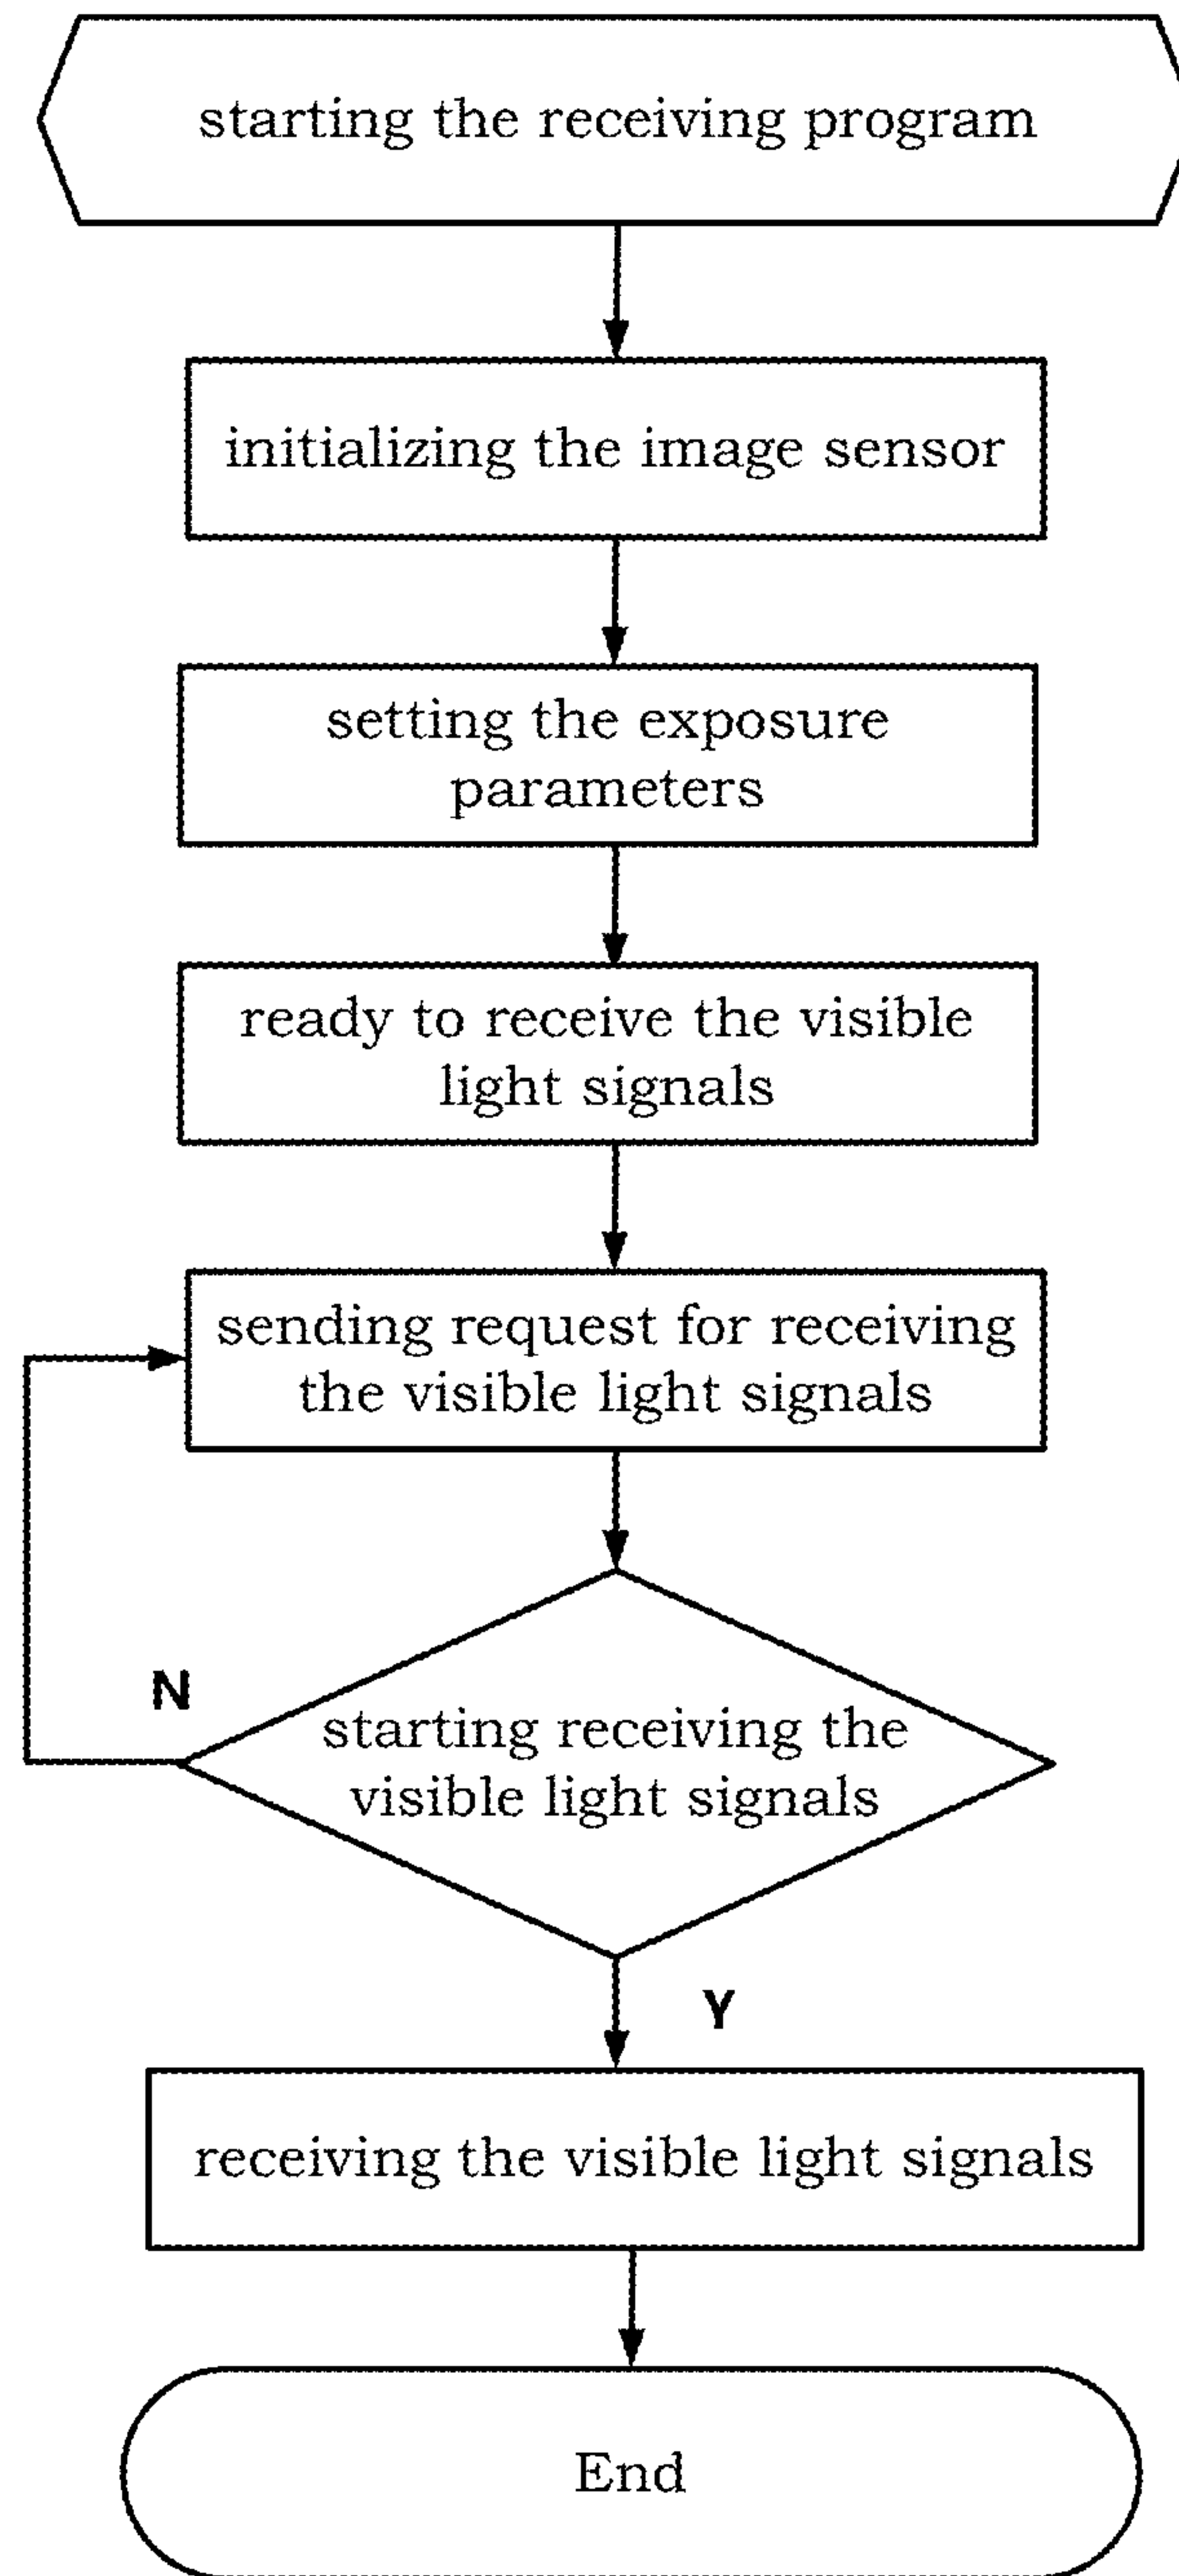 starting the receiving program
initializing the image sensor
setting the exposure
parameters
ready to receive the visible
light signals
sending request for receiving
the visible light signals
N
starting receiving the
visible light signals
Y
receiving the visible light signals
End